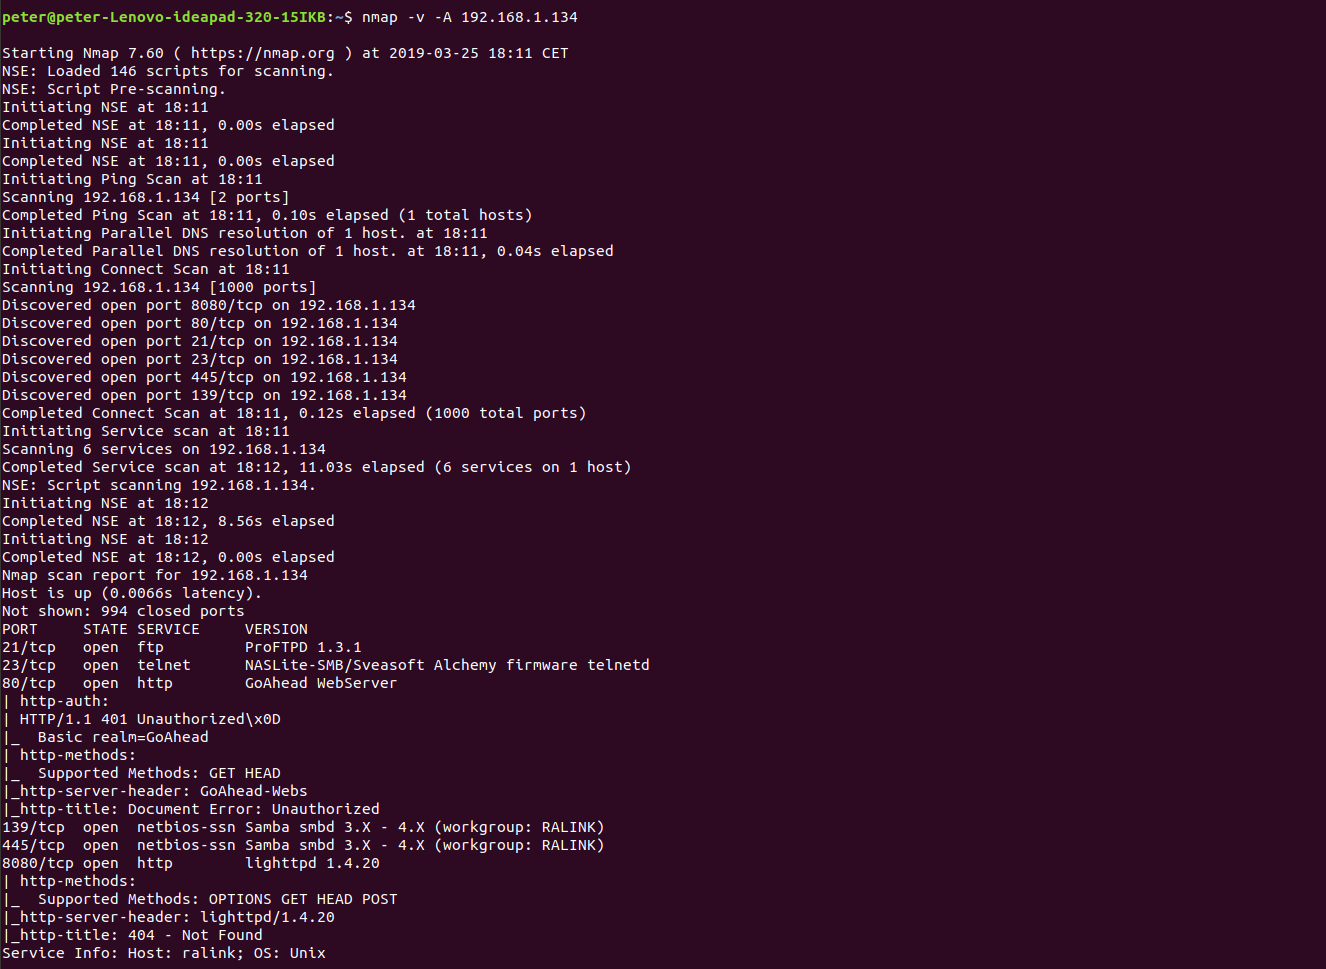 peter@peter-Lenovo-ideapad-320-15IKB:~$ nmap -v -A 192.168.1.134
Starting Nmap 7.60 ( https://nmap.org ) at 2019-03-25 18:11 CET
NSE: Loaded 146 scripts for scanning.
NSE: Script Pre-scanning.
Initiating NSE at 18:11
Completed NSE at 18:11, 0.00s elapsed
Initiating NSE at 18:11
Completed NSE at 18:11, 0.00s elapsed
Initiating Ping Scan at 18:11
Scanning 192.168.1.134 [2 ports]
Completed Ping Scan at 18:11, 0.10s elapsed (1 total hosts)
Initiating Parallel DNS resolution of 1 host. at 18:11
Completed Parallel DNS resolution of 1 host. at 18:11, 0.04s elapsed
Initiating Connect Scan at 18:11
Scanning 192.168.1.134 [1000 ports]
Discovered open port 8080/tcp on 192.168.1.134
Discovered open port 80/tcp on 192.168.1.134
Discovered open port 21/tcp on 192.168.1.134
Discovered open port 23/tcp on 192.168.1.134
Discovered open port 445/tcp on 192.168.1.134
Discovered open port 139/tcp on 192.168.1.134
Completed Connect Scan at 18:11, 0.12s elapsed (1000 total ports)
Initiating Service scan at 18:11
Scanning 6 services on 192.168.1.134
Completed Service scan at 18:12, 11.03s elapsed (6 services on 1 host)
NSE: Script scanning 192.168.1.134.
Initiating NSE at 18:12
Completed NSE at 18:12, 8.56s elapsed
Initiating NSE at 18:12
Completed NSE at 18:12, 0.00s elapsed
Nmap scan report for 192.168.1.134
Host is up (0.0066s latency).
Not shown: 994 closed ports
PORT     STATE SERVICE     VERSION
21/tcp   open  ftp         ProFTPD 1.3.1
23/tcp   open  telnet      NASLite-SMB/Sveasoft Alchemy firmware telnetd
80/tcp   open  http        GoAhead WebServer
| http-auth:
| HTTP/1.1 401 Unauthorized\x0D
|_  Basic realm=GoAhead
| http-methods:
|_  Supported Methods: GET HEAD
|_http-server-header: GoAhead-Webs
|_http-title: Document Error: Unauthorized
139/tcp  open  netbios-ssn Samba smbd 3.X - 4.X (workgroup: RALINK)
445/tcp  open  netbios-ssn Samba smbd 3.X - 4.X (workgroup: RALINK)
8080/tcp open  http        lighttpd 1.4.20
| http-methods:
|_  Supported Methods: OPTIONS GET HEAD POST
|_http-server-header: lighttpd/1.4.20
|_http-title: 404 - Not Found
Service Info: Host: ralink; OS: Unix